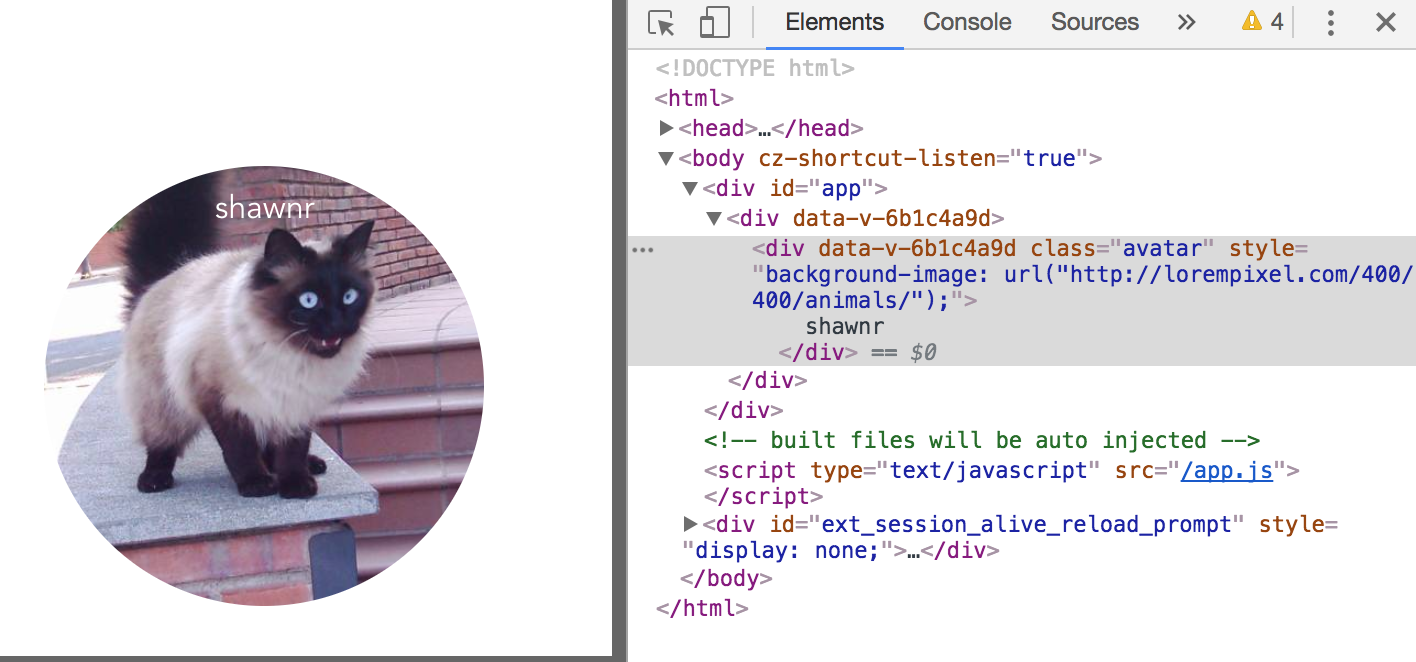 shawnr
Elements Console Sources » 4
<!DOCTYPE html>
<html>
<head>…</head>
<body cz-shortcut-listen="true">
<div id="app">
<div data-v-6b1c4a9d>
<div data-v-6b1c4a9d class="avatar" style=
"background-image: url("http://lorempixel.com/400/
400/animals/");">
shawnr
</div> == $0
</div>
</div>
<!-- built files will be auto injected -->
<script type="text/javascript" src="/app.js">
</script>
<div id="ext_session_alive_reload_prompt" style=
"display: none;">…</div>
</body>
</html>